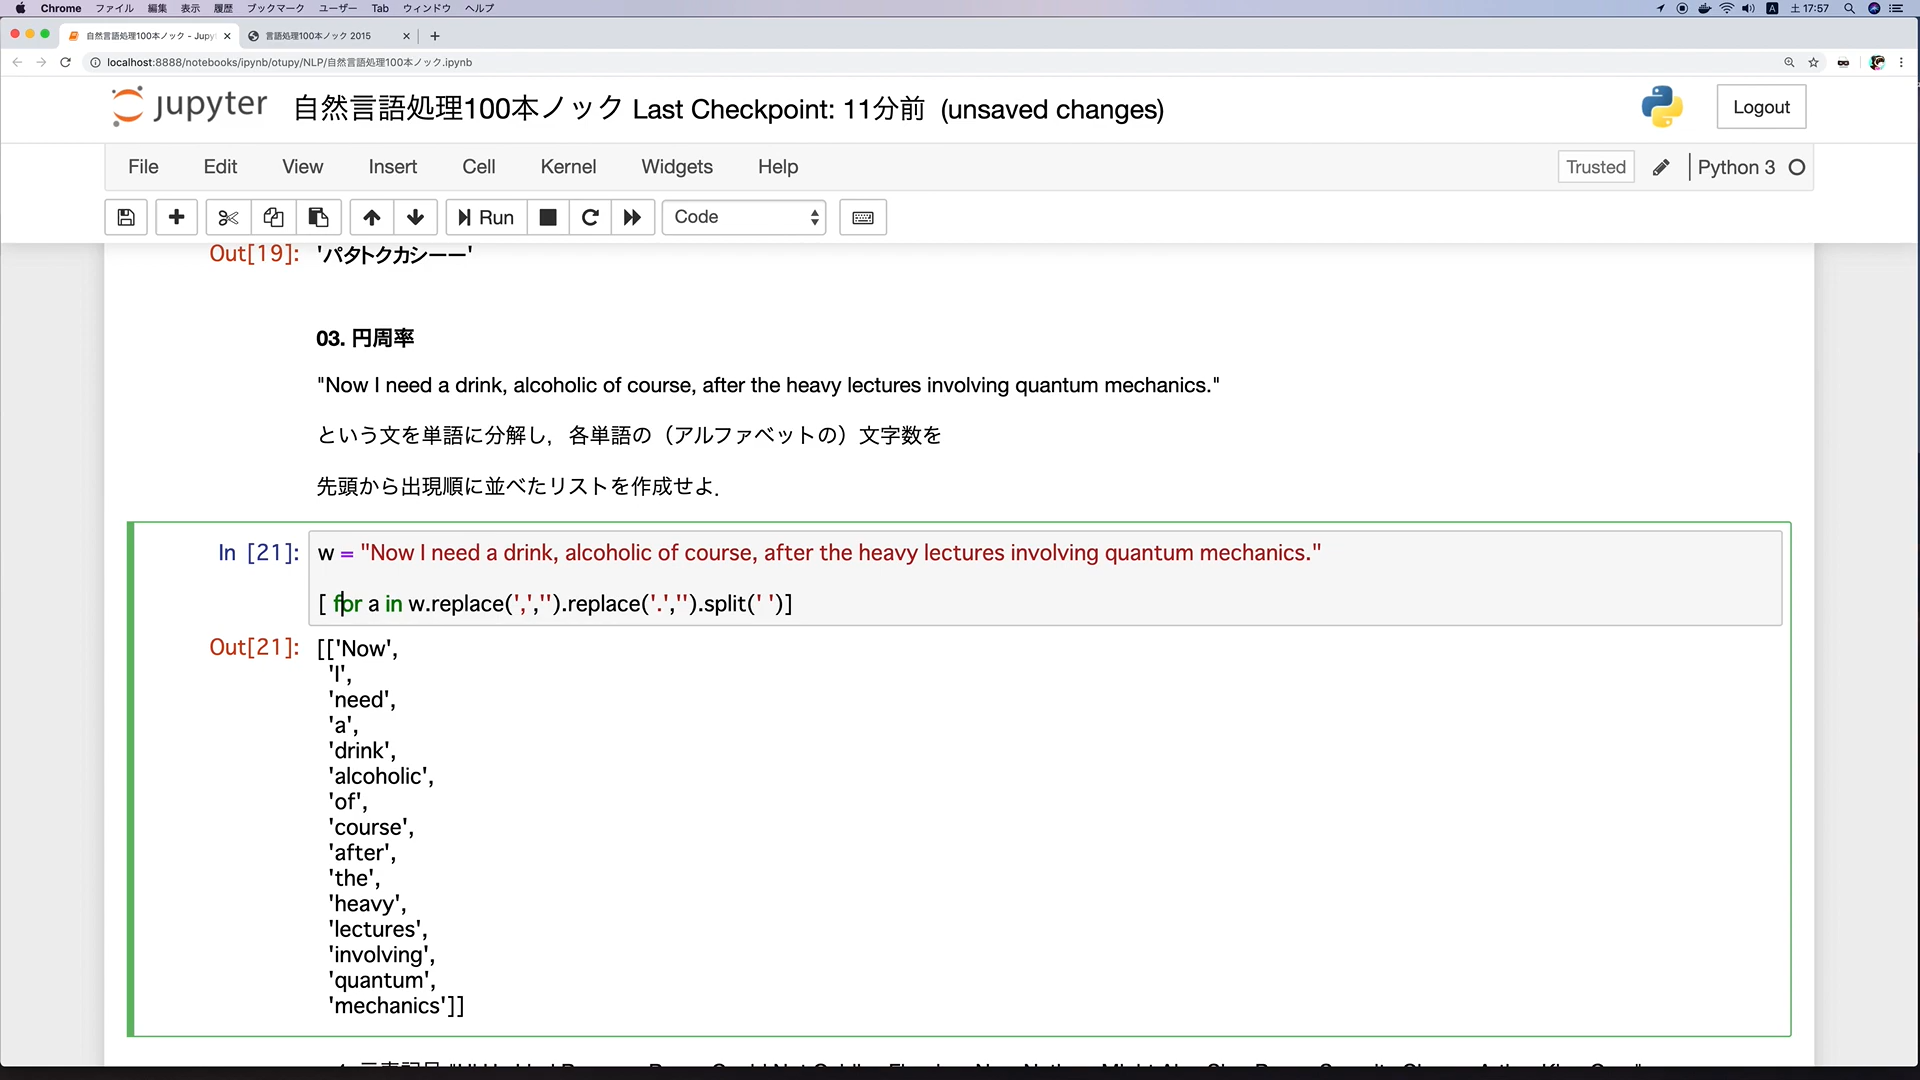 Chrome ファイル 編集 表示 履歴 ブックマーク ユーザー Tab ウィンドウ ヘルプ
A 土 17:57
自然言語処理100本ノック - Jupy
言語処理100本ノック 2015
localhost:8888/notebooks/ipynb/otupy/NLP/自然言語処理100本ノック.ipynb
jupyter 自然言語処理100本ノック Last Checkpoint: 11分前 (unsaved changes)
Logout
File Edit View Insert Cell Kernel Widgets Help
Trusted Python 3
Run Code
Out[19]: 'パタトクカシーー'
03. 円周率
"Now I need a drink, alcoholic of course, after the heavy lectures involving quantum mechanics."
という文を単語に分解し，各単語の（アルファベットの）文字数を
先頭から出現順に並べたリストを作成せよ．
In [21]: w = "Now I need a drink, alcoholic of course, after the heavy lectures involving quantum mechanics."
[ for a in w.replace(',','').replace('.','').split(' ')]
Out[21]: [['Now',
'I',
'need',
'a',
'drink',
'alcoholic',
'of',
'course',
'after',
'the',
'heavy',
'lectures',
'involving',
'quantum',
'mechanics']]